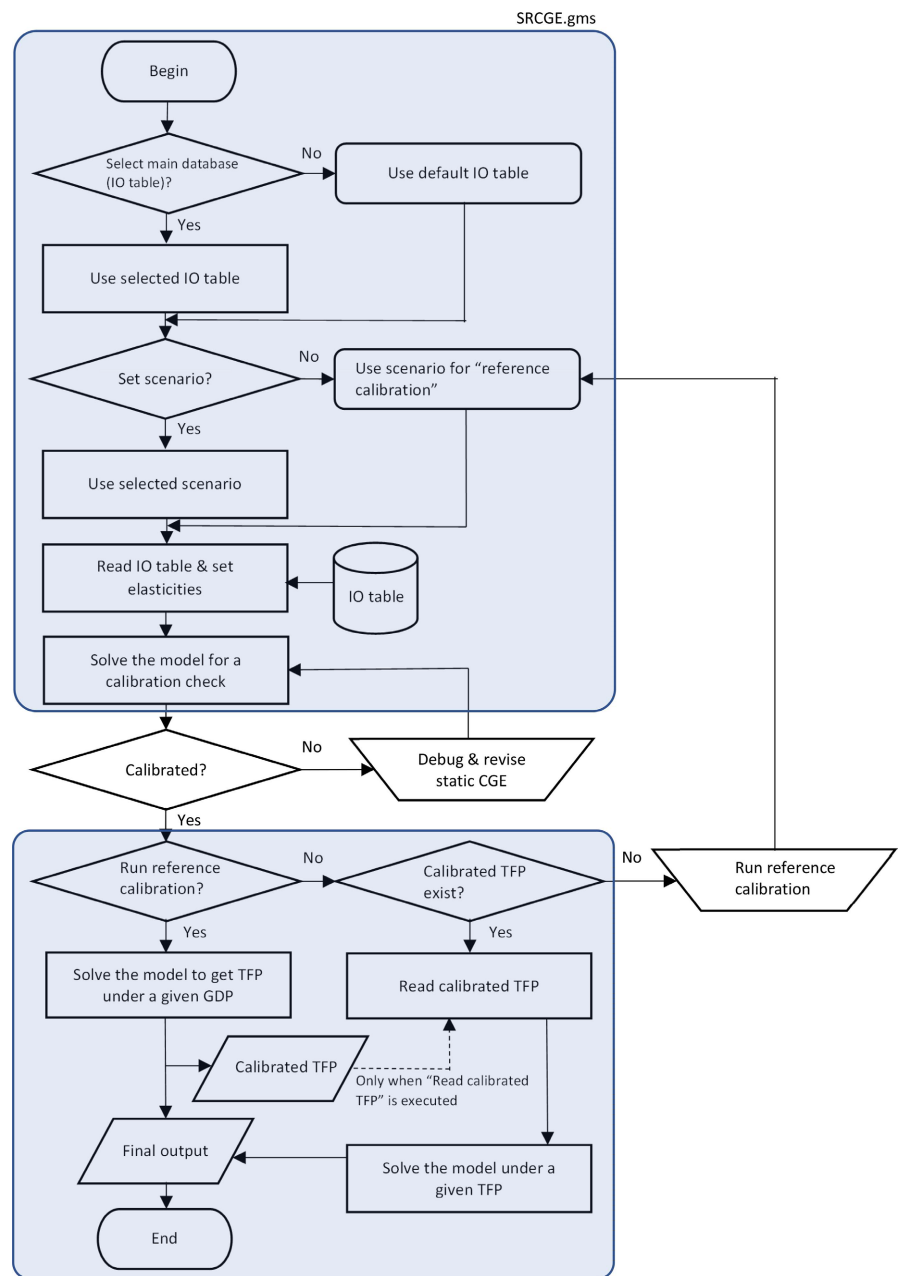 SRCGE.gms
Begin
Select main database
(IO table)?
No
Use default IO table
Yes
Use selected IO table
Set scenario?
No
Use scenario for “reference
calibration”
Yes
Use selected scenario
Read IO table & set
elasticities
IO table
Solve the model for a
calibration check
Calibrated?
No
Debug & revise
static CGE
Yes
Run reference
calibration?
No
Calibrated TFP
exist?
No
Run reference
calibration
Yes
Yes
Solve the model to get TFP
under a given GDP
Read calibrated TFP
Calibrated TFP
Only when “Read calibrated
TFP” is executed
Final output
Solve the model under a
given TFP
End